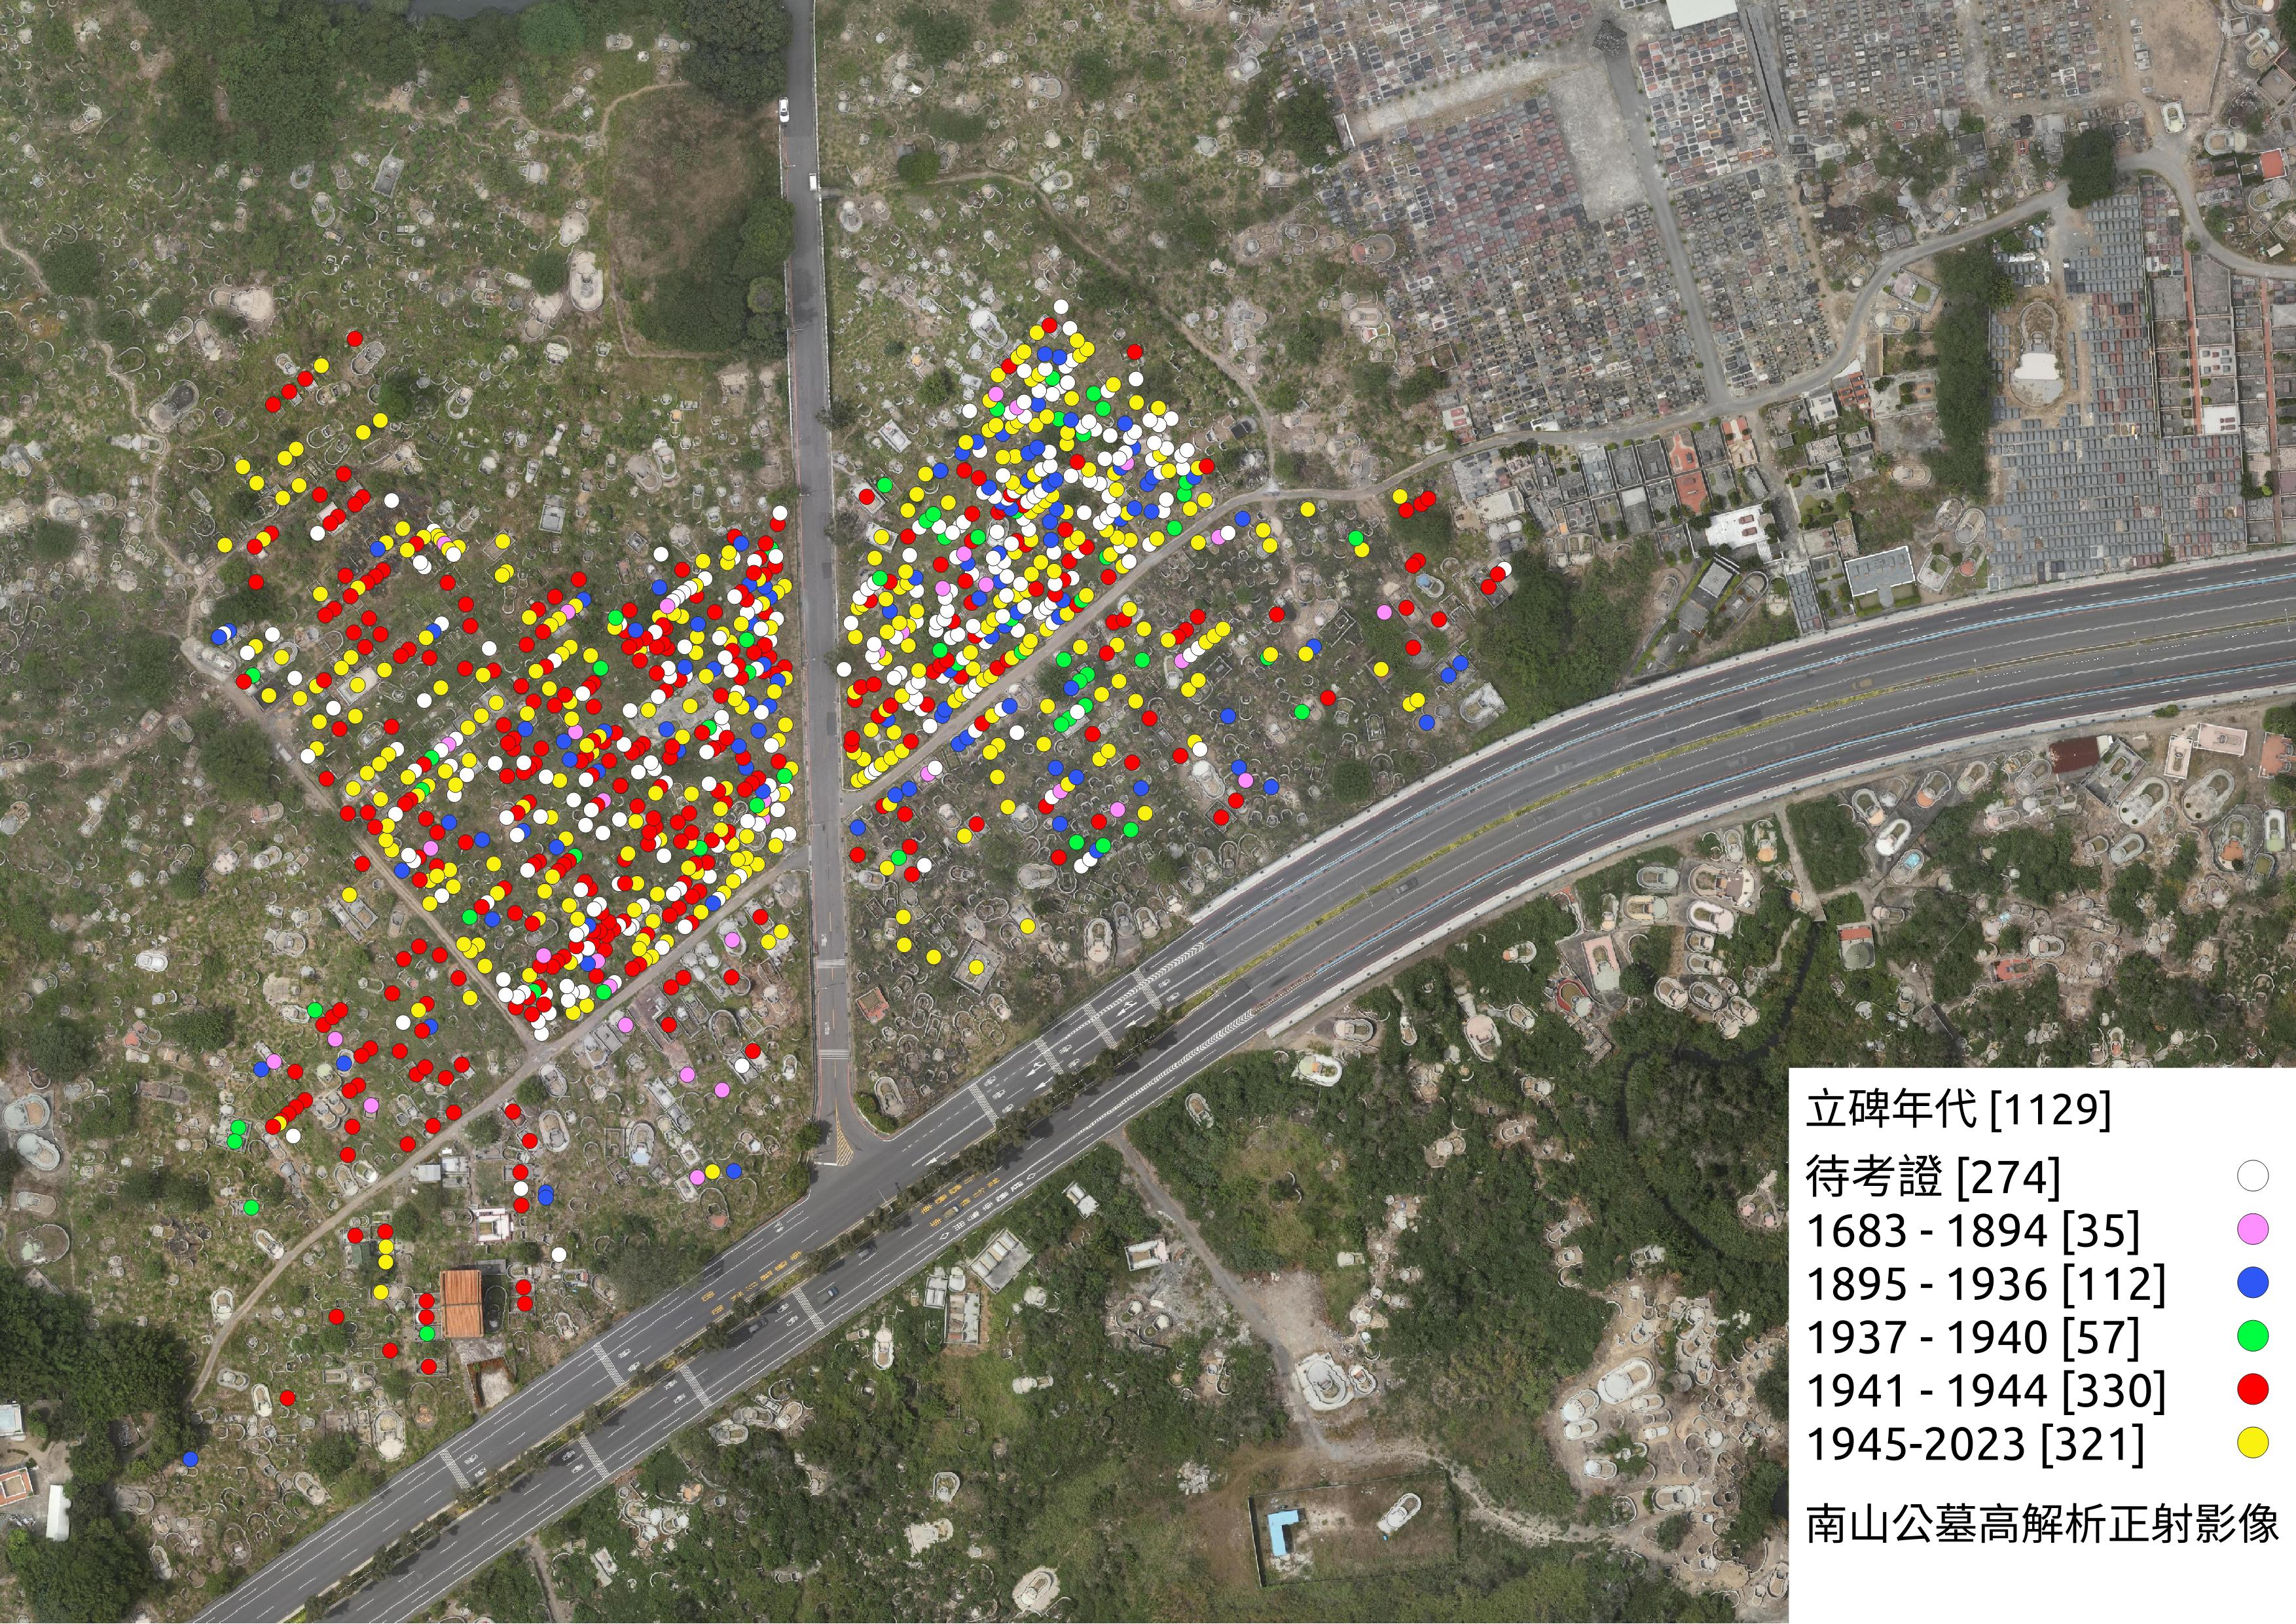 立碑年代 [1129]
待考證 [274]
1683 - 1894 [35]
1895 - 1936 [112]
1937 - 1940 [57]
1941 - 1944 [330]
1945-2023 [321]
南山公墓高解析正射影像